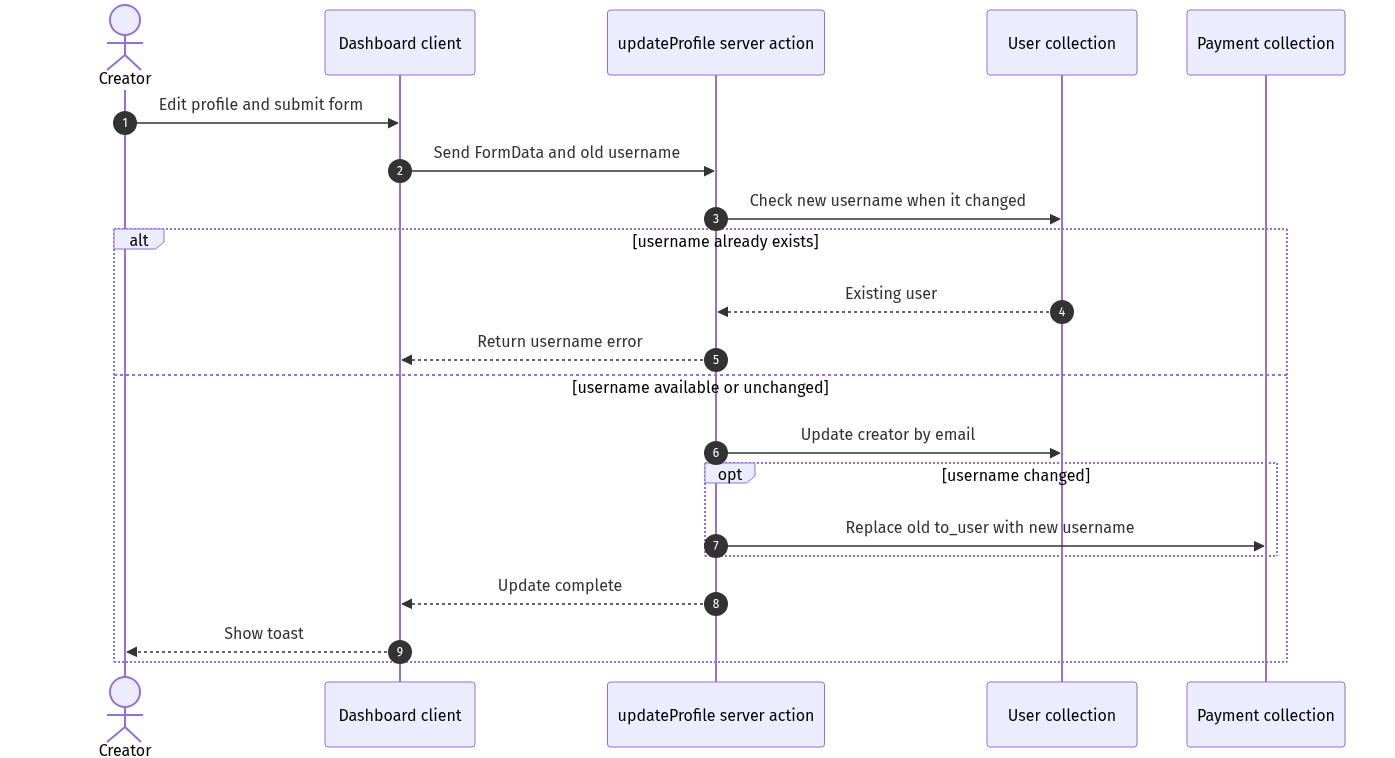 Creator
Dashboard client
updateProfile server action
User collection
Payment collection
Edit profile and submit form
1
Send FormData and old username
2
Check new username when it changed
3
alt
[username already exists]
Existing user
4
Return username error
5
[username available or unchanged]
Update creator by email
6
opt
[username changed]
Replace old to_user with new username
7
Update complete
8
Show toast
9
Creator
Dashboard client
updateProfile server action
User collection
Payment collection